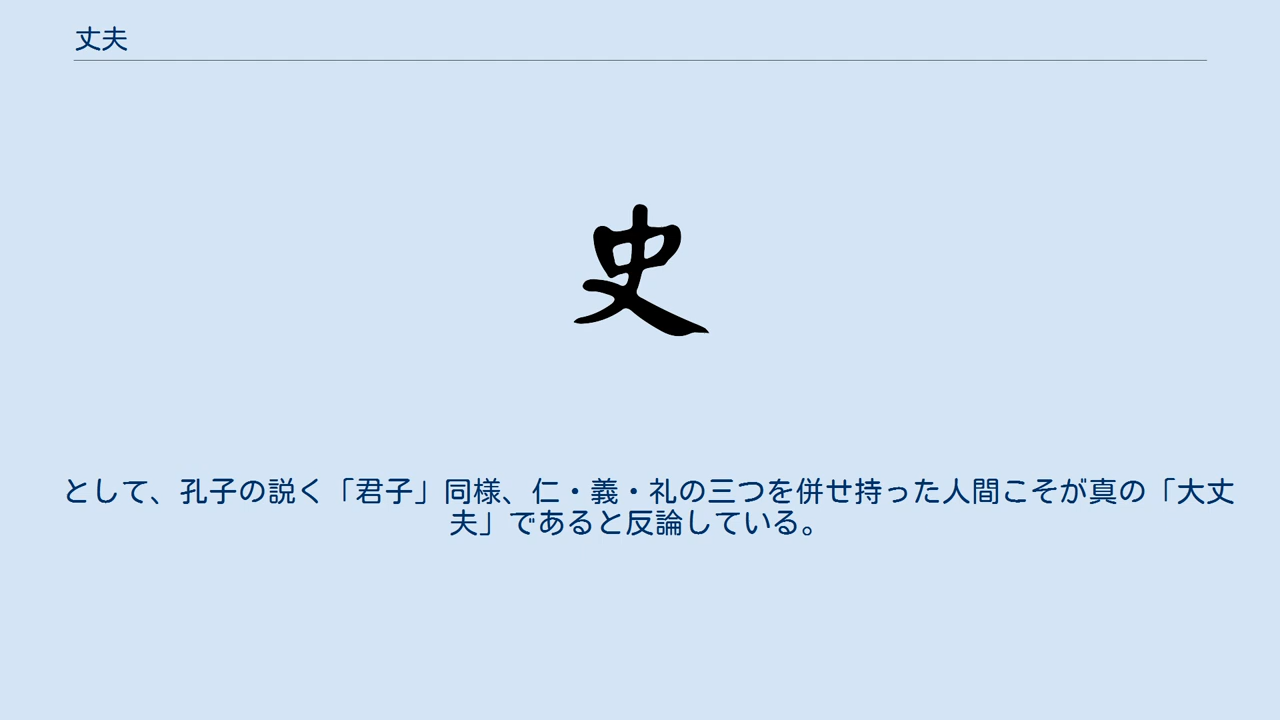 丈夫
史
として、孔子の説く「君子」同様、仁・義・礼の三つを併せ持った人間こそが真の「大丈
夫」であると反論している。